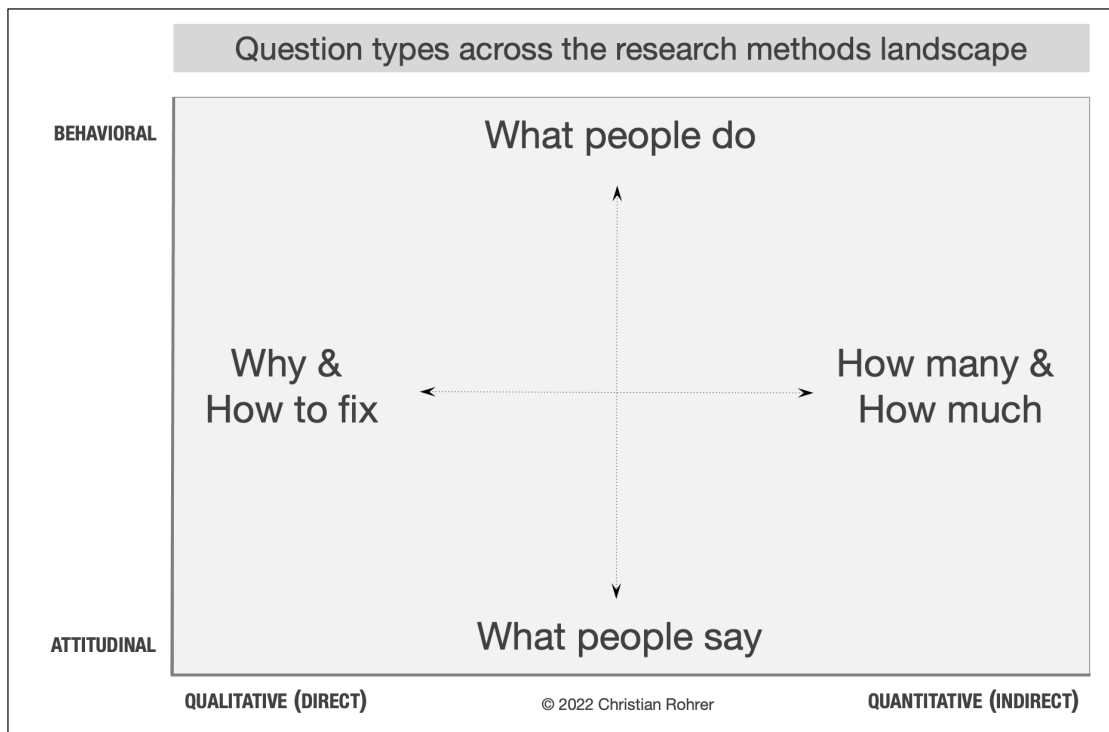 Question types across the research methods landscape
BEHAVIORAL
What people do
Why &
How to fix
How many &
How much
What people say
ATTITUDINAL
QUALITATIVE (DIRECT)
© 2022 Christian Rohrer
QUANTITATIVE (INDIRECT)